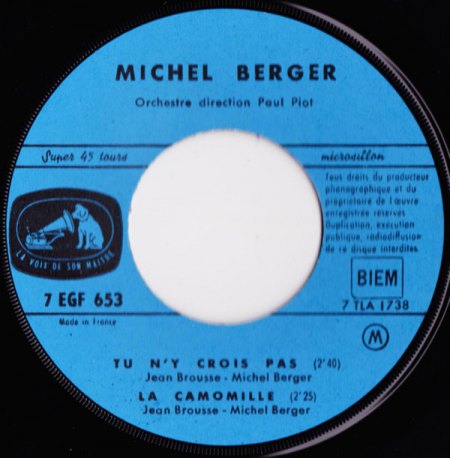 MICHEL BERGER
Orchestre direction Paul Piot
Super 45 tours
microsillon
Tous droits du producteur
phonographique et du
propriétaire de l'œuvre
enregistrée réservés
Duplication, exécution
publique, radiodiffusion
de ce disque interdites.
LA VOIX DE SON MAITRE
BIEM
7 EGF 653
7 TLA 1738
Made in France
M
TU N'Y CROIS PAS (2'40)
Jean Brousse - Michel Berger
LA CAMOMILLE (2'25)
Jean Brousse - Michel Berger